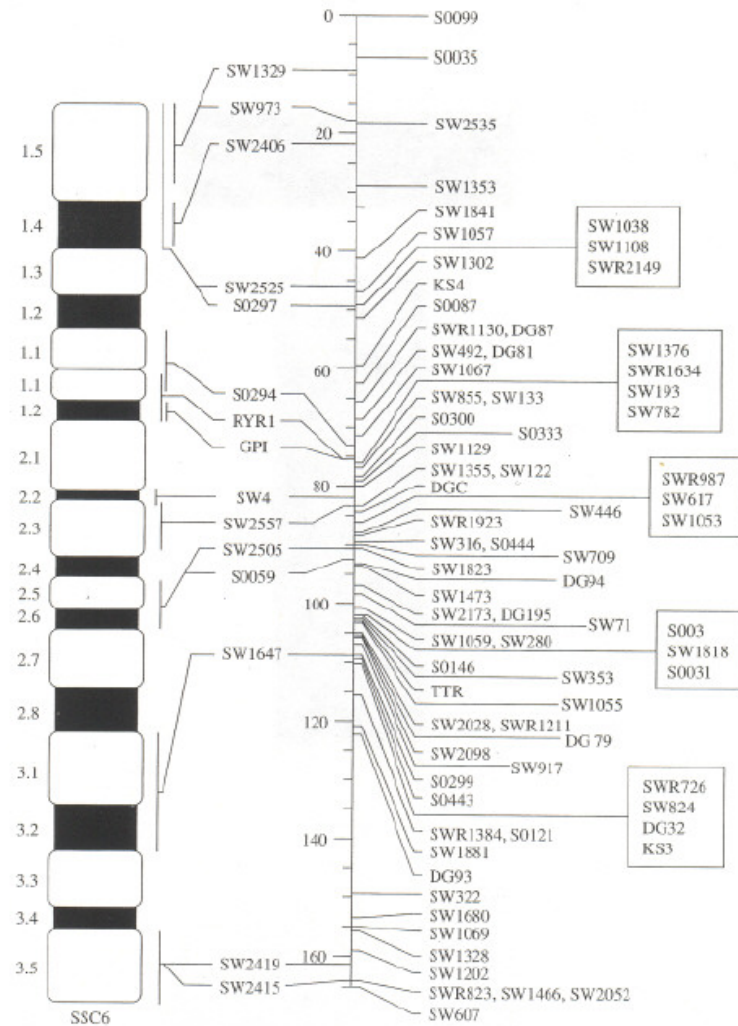 0
S0099
S0035
SW1329
SW973
SW2535
20
1.5
SW2406
SW1353
SW1841
1.4
SW1057
SW1038
SW1108
SWR2149
40
SW1302
1.3
SW2525
KS4
S0297
S0087
1.2
SWR1130, DG87
1.1
SW492, DG81
SW1376
SWR1634
SW193
SW782
60
SW1067
1.1
S0294
SW855, SW133
1.2
RYR1
S0300
S0333
GPI
SW1129
2.1
SW1355, SW122
80
DGC
SWR987
SW617
SW1053
2.2
SW4
SW446
2.3
SW2557
SWR1923
SW316, S0444
SW2505
SW709
2.4
S0059
SW1823
DG94
2.5
SW1473
100
2.6
SW2173, DG195
SW71
SW1059, SW280
S003
SW1818
S0031
2.7
SW1647
S0146
SW353
TTR
SW1055
2.8
120
SW2028, SWR1211
DG 79
SW2098
SW917
3.1
S0299
SWR726
SW824
DG32
KS3
S0443
3.2
140
SWR1384, S0121
SW1881
3.3
DG93
SW322
3.4
SW1680
SW1069
3.5
160
SW2419
SW1328
SW1202
SW2415
SWR823, SW1466, SW2052
SSC6
SW607